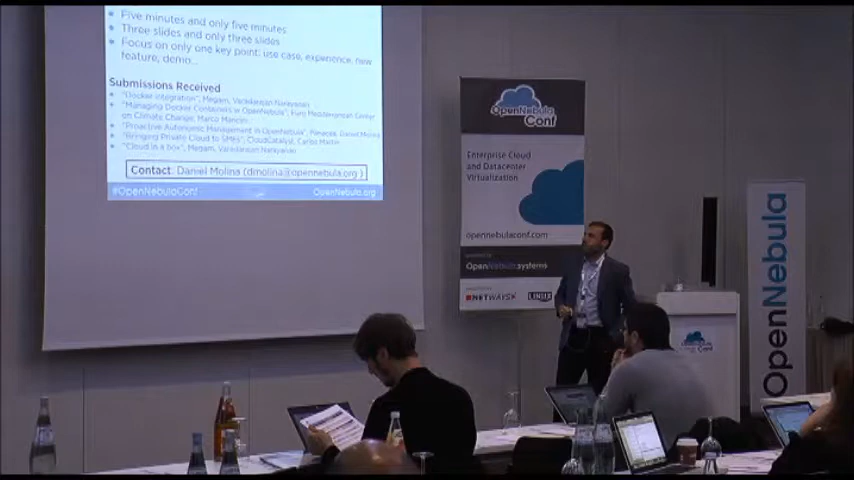 Five minutes and only five minutes
Three slides and only three slides
Focus on only one key point: use case, experience, new
feature, demo...
Submissions Received
"Docker Integration", Megam, Varadarajan Narayanan
"Managing Docker Containers in OpenNebula", Euro Mediterranean Center
on Climate Change, Marco Mancini
"Proactive Autonomic Management in OpenNebula", Panacea, Daniel Molina
"Bringing Private Cloud to SMEs", CloudCatalyst, Carlos Martín
"Cloud in a box", Megam, Varadarajan Narayanan
Contact: Daniel Molina (dmolina@opennebula.org )
#OpenNebulaConf
OpenNebula.org
OpenNebula
Conf
Enterprise Cloud
and Datacenter
Virtualization
opennebulaconf.com
OpenNebula systems
NETWAYS
OpenNebula
Conf